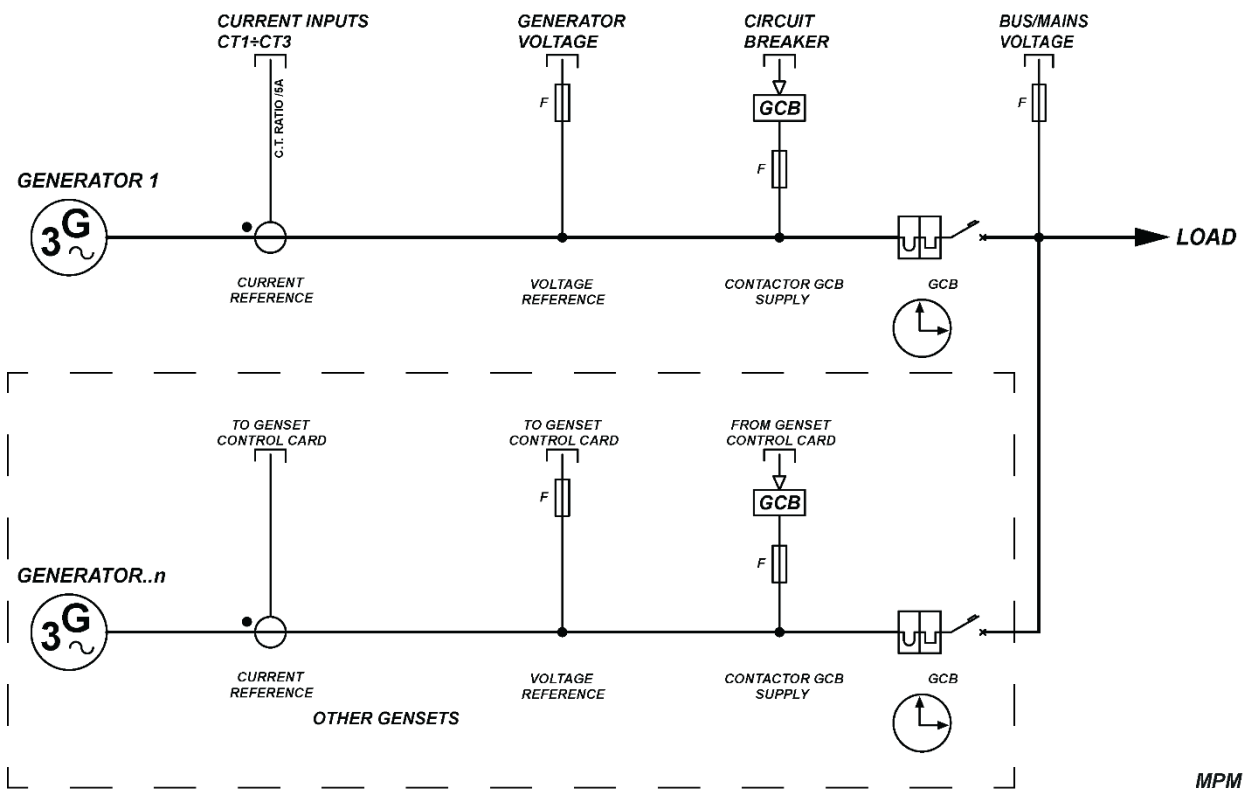 CURRENT INPUTS
CT1÷CT3
GENERATOR
VOLTAGE
CIRCUIT
BREAKER
BUS/MAINS
VOLTAGE
C.T. RATIO /5A
F
GCB
F
F
GENERATOR 1
3G
LOAD
CURRENT
REFERENCE
VOLTAGE
REFERENCE
CONTACTOR GCB
SUPPLY
GCB
TO GENSET
CONTROL CARD
TO GENSET
CONTROL CARD
FROM GENSET
CONTROL CARD
F
GCB
F
GENERATOR..n
3G
CURRENT
REFERENCE
VOLTAGE
REFERENCE
CONTACTOR GCB
SUPPLY
GCB
OTHER GENSETS
MPM